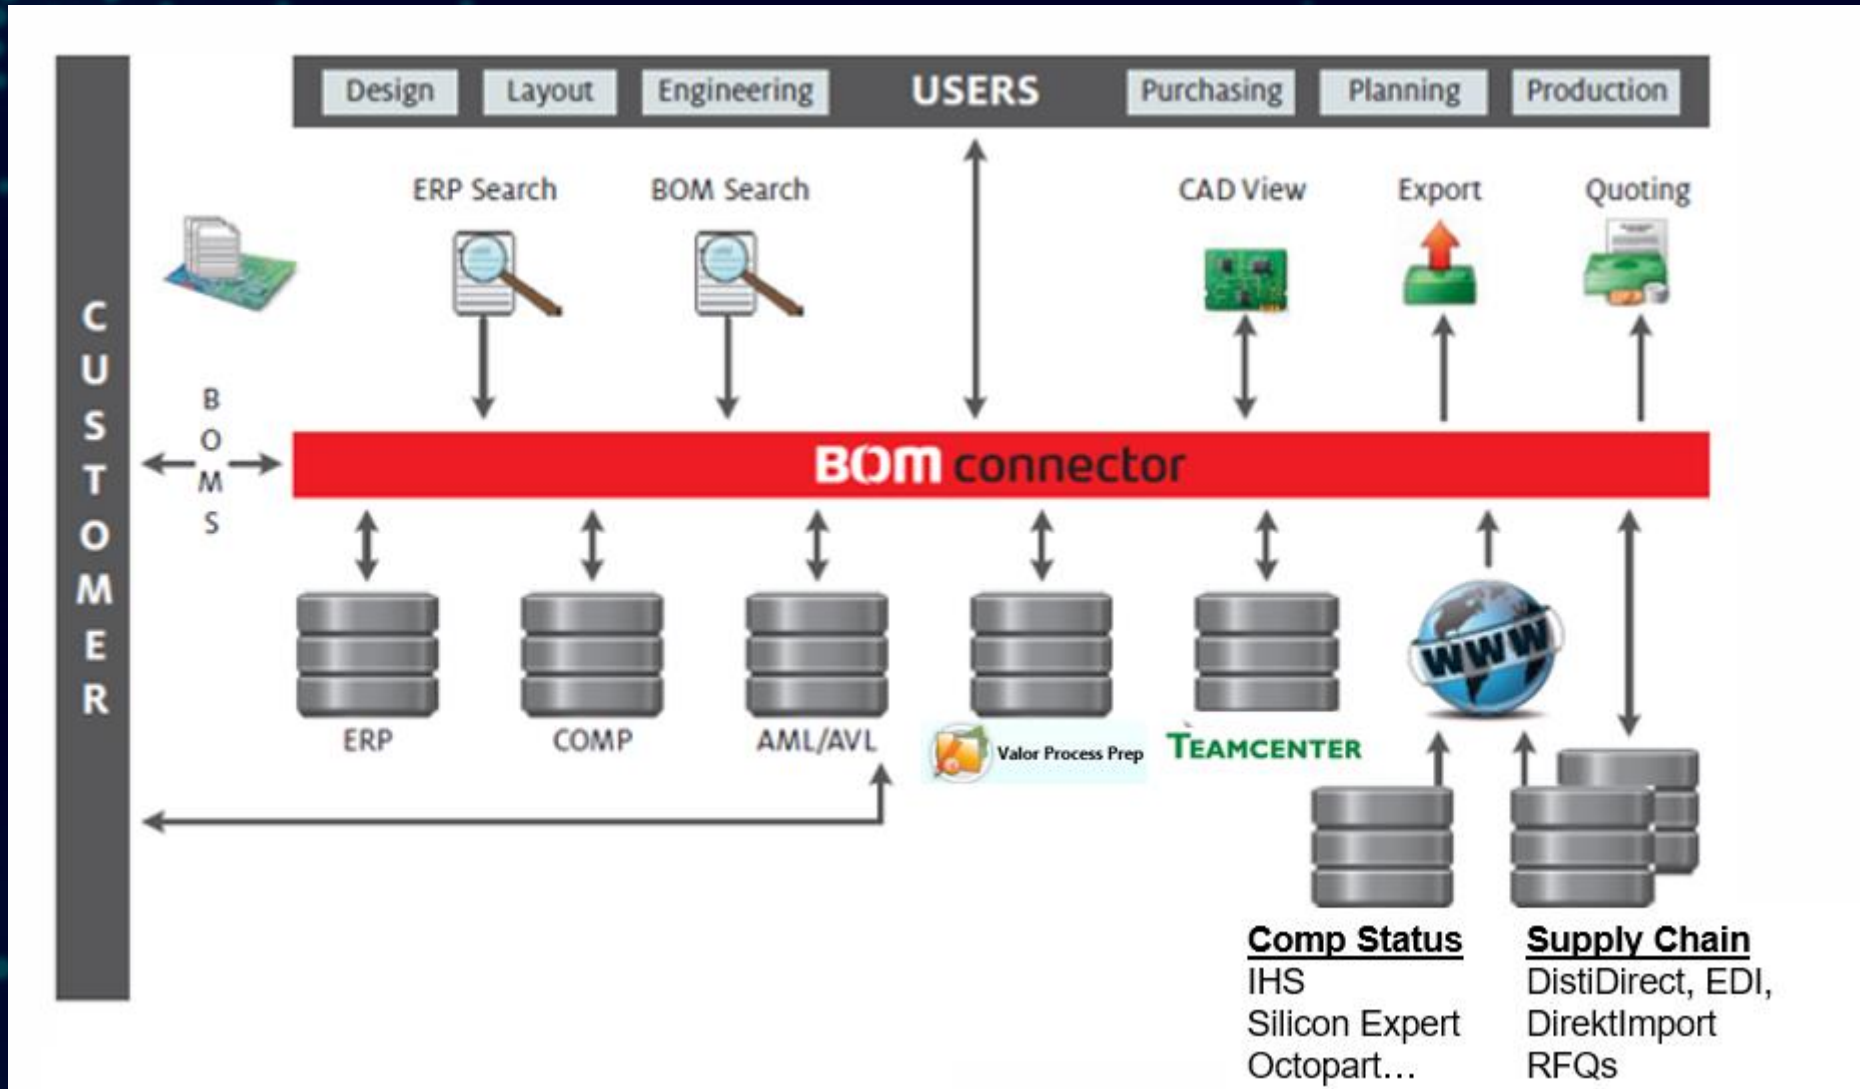 Design Layout Engineering USERS Purchasing Planning Production
ERP Search BOM Search CAD View Export Quoting
CUSTOMER
BOMS
BOM connector
WWW
ERP COMP AML/AVL Valor Process Prep TEAMCENTER
Comp Status
IHS
Silicon Expert
Octopart...
Supply Chain
DistiDirect, EDI,
DirektImport
RFQs